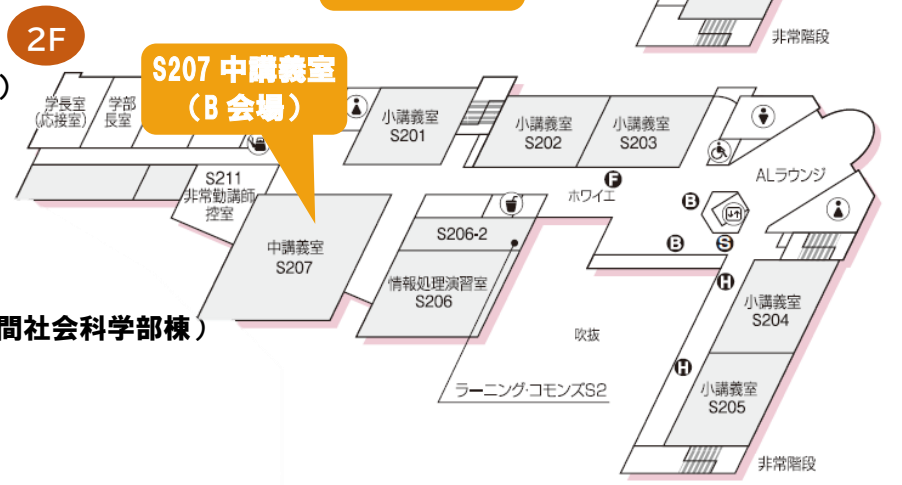 2F
非常階段
S207 中講義室
(B 会場)
)
学長室
(応接室)
学部
長室
小講義室
S201
小講義室
S202
小講義室
S203
ALラウンジ
S211
非常勤講師
控室
F
ホワイエ
B
S206-2
中講義室
S207
B
S
情報処理演習室
S206
H
小講義室
S204
間社会科学部棟)
吹抜
H
小講義室
S205
ラーニング・コモンズS2
非常階段